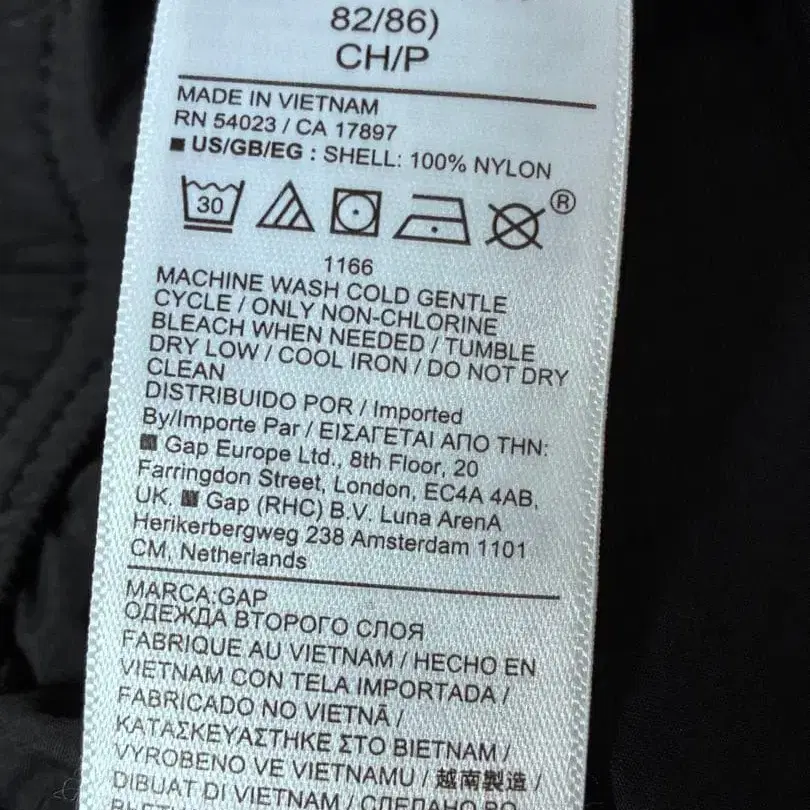 82/86)
CH/P
MADE IN VIETNAM
RN 54023 / CA 17897
■ US/GB/EG : SHELL: 100% NYLON
30
®
1166
MACHINE WASH COLD GENTLE
CYCLE / ONLY NON-CHLORINE
BLEACH WHEN NEEDED / TUMBLE
DRY LOW / COOL IRON / DO NOT DRY
CLEAN
DISTRIBUIDO POR / Imported
By/Importe Par / ΕΙΣΑΓΕΤΑΙ ΑΠΟ ΤΗΝ:
Gap Europe Ltd., 8th Floor, 20
Farringdon Street, London, EC4A 4AB,
UK. Gap (RHC) B.V. Luna ArenA
Herikerbergweg 238 Amsterdam 1101
CM, Netherlands
MARCA:GAP
ОДЕЖДА ВТОРОГО СЛОЯ
FABRIQUE AU VIETNAM / HECHO EN
VIETNAM CON TELA IMPORTADA /
FABRICADO NO VIETNÃ /
ΚΑΤΑΣΚΕΥΑΣΤΗΚΕ ΣΤΟ ΒΙΕΤΝΑΜ /
VYROBENO VE VIETNAMU / 越南製造 /
DIBUAT DI VIETNAM / СДЕЛАНО ВО